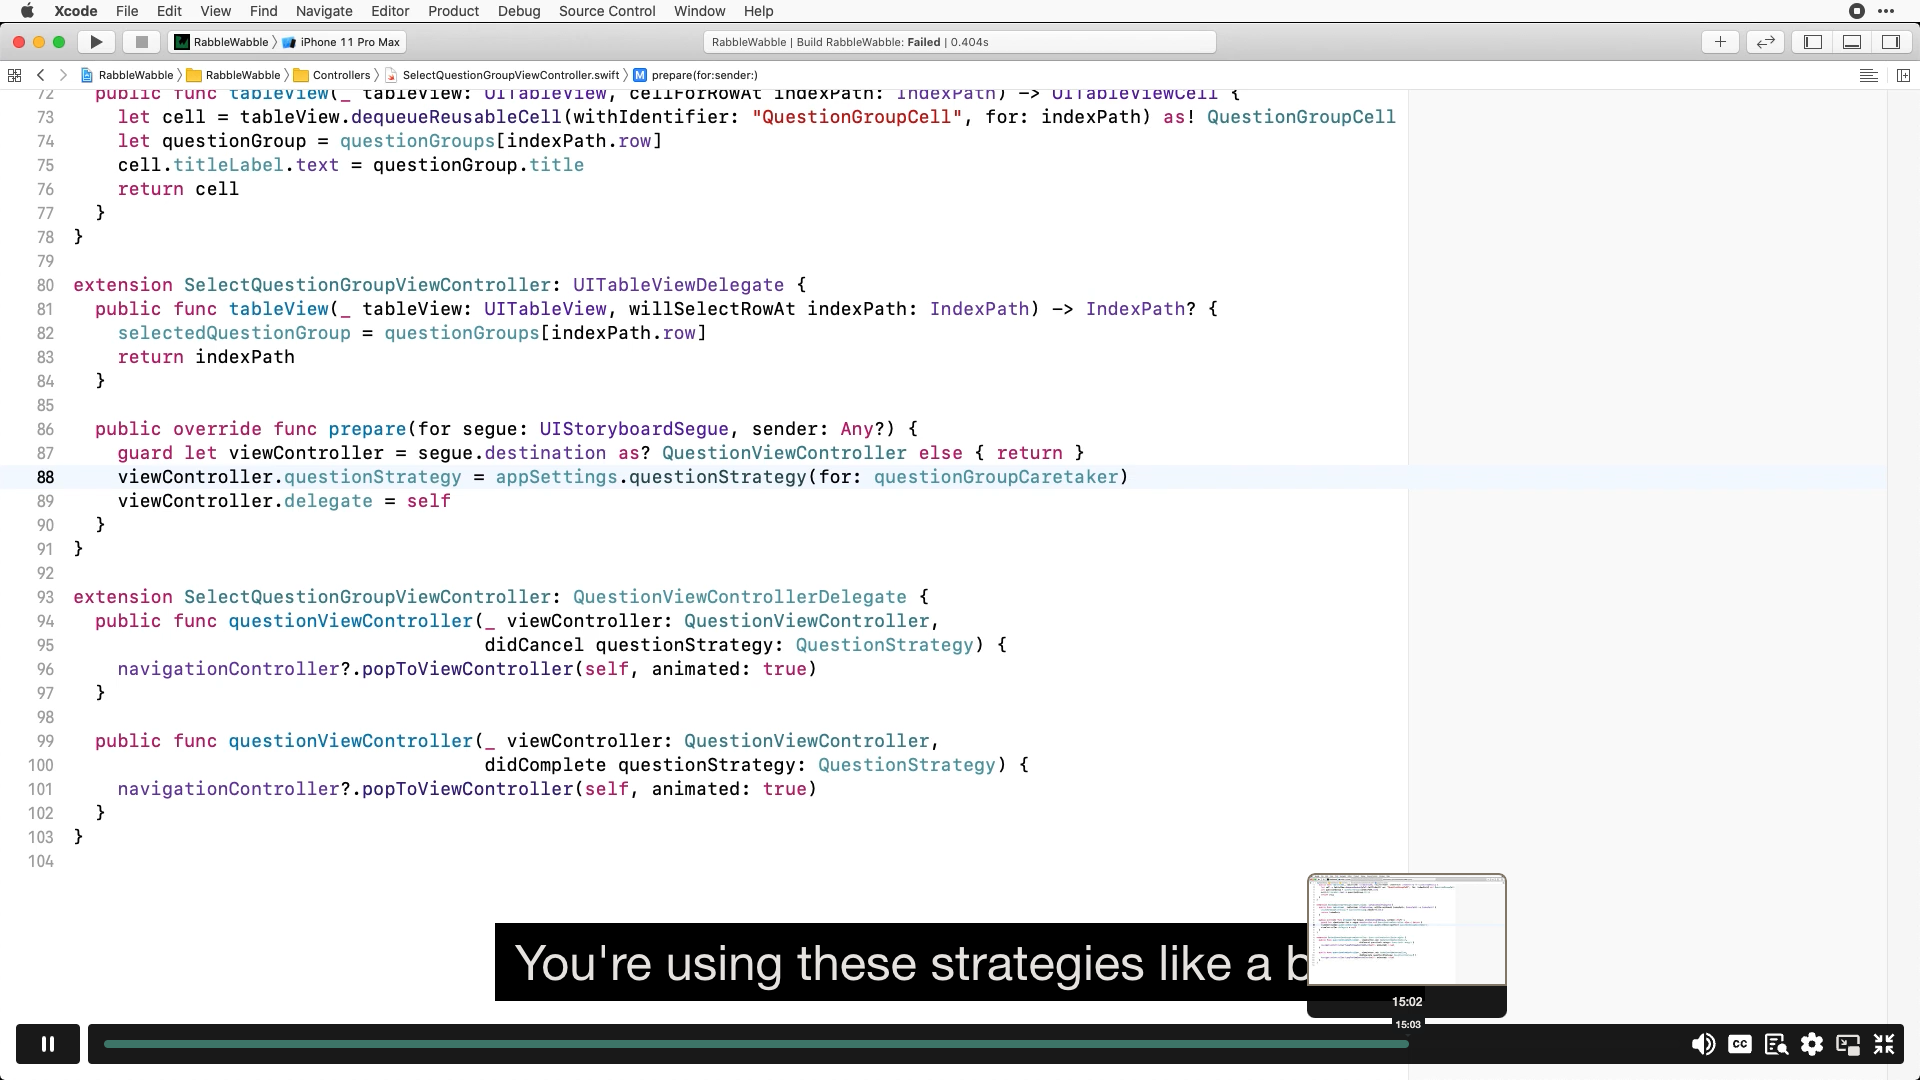 Xcode File Edit View Find Navigate Editor Product Debug Source Control Window Help
RabbleWabble 〉 iPhone 11 Pro Max
RabbleWabble | Build RabbleWabble: Failed | 0.404s
RabbleWabble 〉 RabbleWabble 〉 Controllers 〉 SelectQuestionGroupViewController.swift 〉 M prepare(for:sender:)
72 public func tableView(_ tableView: UITableView, cellForRowAt indexPath: IndexPath) -> UITableViewCell {
73 let cell = tableView.dequeueReusableCell(withIdentifier: "QuestionGroupCell", for: indexPath) as! QuestionGroupCell
74 let questionGroup = questionGroups[indexPath.row]
75 cell.titleLabel.text = questionGroup.title
76 return cell
77 }
78 }
79
80 extension SelectQuestionGroupViewController: UITableViewDelegate {
81 public func tableView(_ tableView: UITableView, willSelectRowAt indexPath: IndexPath) -> IndexPath? {
82 selectedQuestionGroup = questionGroups[indexPath.row]
83 return indexPath
84 }
85
86 public override func prepare(for segue: UIStoryboardSegue, sender: Any?) {
87 guard let viewController = segue.destination as? QuestionViewController else { return }
88 viewController.questionStrategy = appSettings.questionStrategy(for: questionGroupCaretaker)
89 viewController.delegate = self
90 }
91 }
92
93 extension SelectQuestionGroupViewController: QuestionViewControllerDelegate {
94 public func questionViewController(_ viewController: QuestionViewController,
95 didCancel questionStrategy: QuestionStrategy) {
96 navigationController?.popToViewController(self, animated: true)
97 }
98
99 public func questionViewController(_ viewController: QuestionViewController,
100 didComplete questionStrategy: QuestionStrategy) {
101 navigationController?.popToViewController(self, animated: true)
102 }
103 }
104
You're using these strategies like a
15:02
15:03
CC